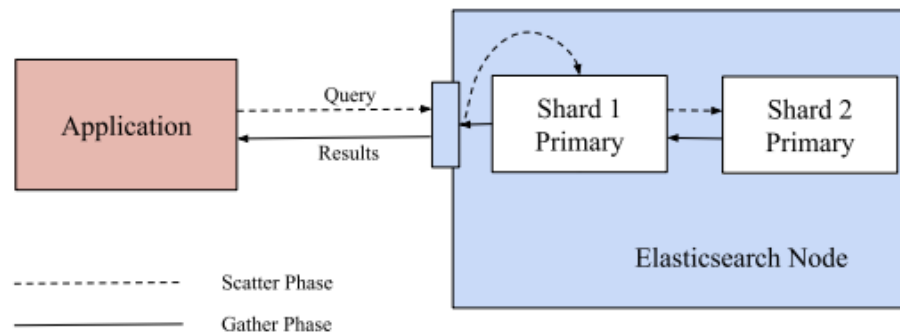 Application
Query
Results
Shard 1
Primary
Shard 2
Primary
Elasticsearch Node
Scatter Phase
Gather Phase